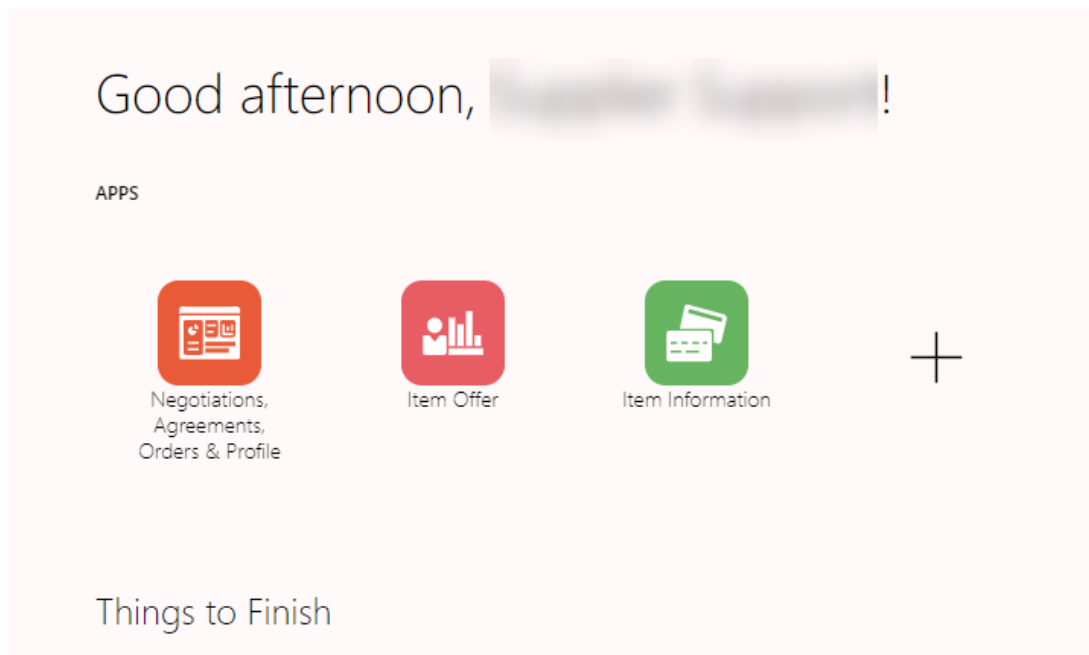 Good afternoon, !
APPS
Negotiations,
Agreements,
Orders & Profile
Item Offer
Item Information
Things to Finish